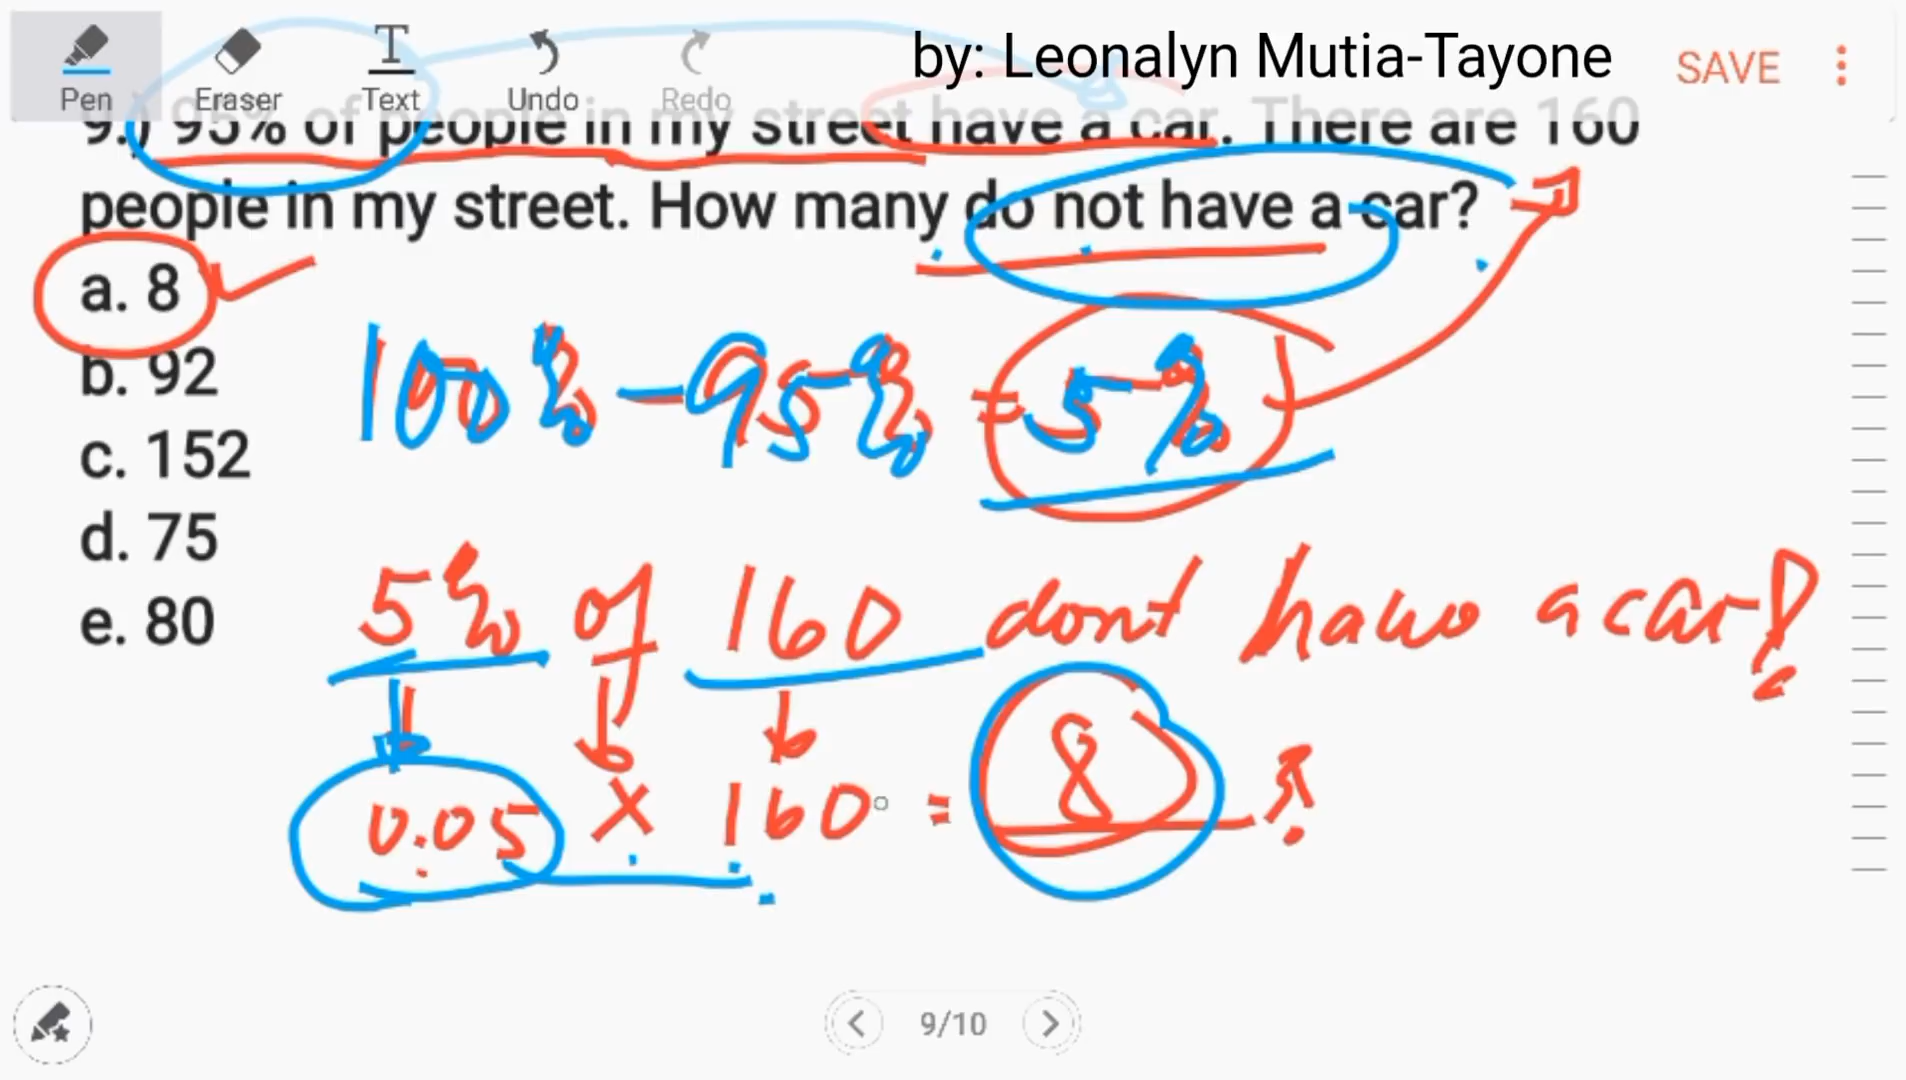 Pen Eraser Text Undo Redo by: Leonalyn Mutia-Tayone SAVE
9.) 95% of people in my street have a car. There are 160
people in my street. How many do not have a car?
a. 8
b. 92
c. 152
d. 75
e. 80
100% - 95% = 5%
5% of 160 dont have a car?
0.05 x 160 = 8 ?
9/10